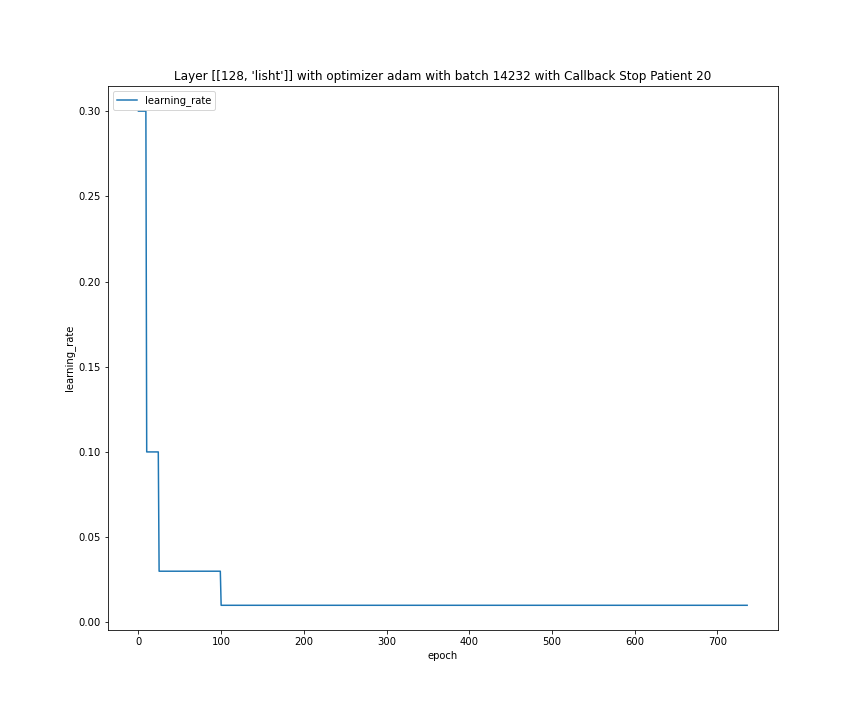 Layer [[128, 'lisht']] with optimizer adam with batch 14232 with Callback Stop Patient 20
learning_rate
0.30
0.25
0.20
0.15
0.10
0.05
0.00
learning_rate
0 100 200 300 400 500 600 700
epoch